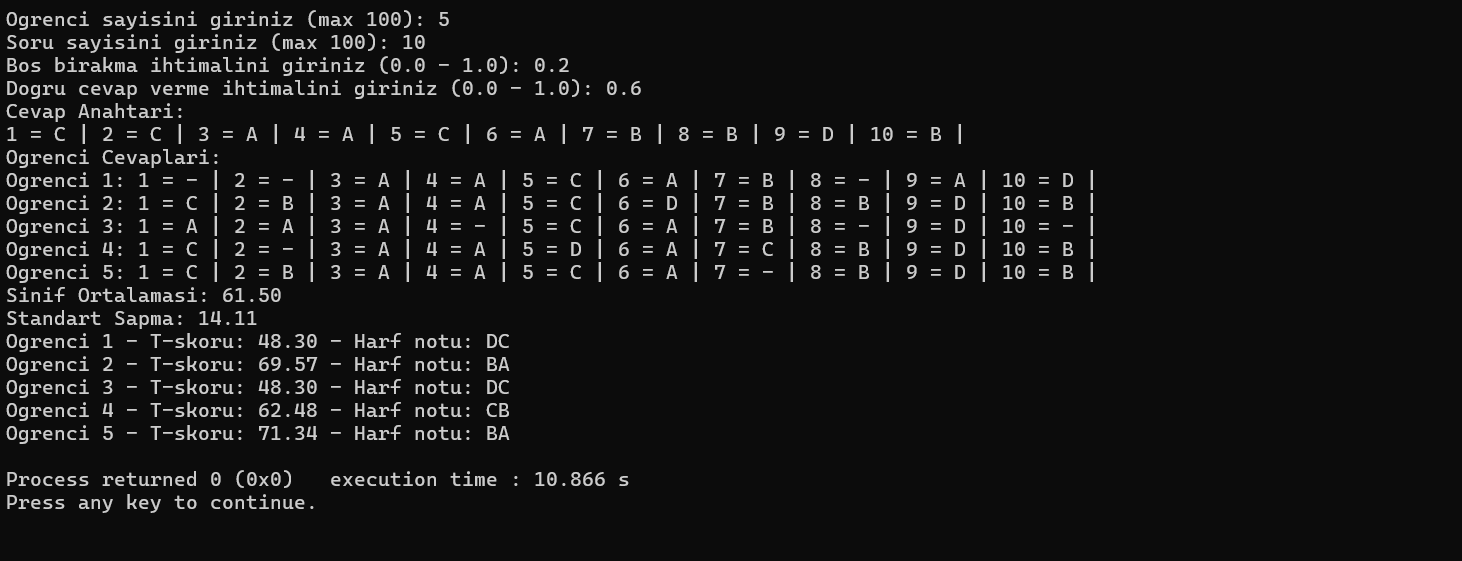 Ogrenci sayisini giriniz (max 100): 5
Soru sayisini giriniz (max 100): 10
Bos birakma ihtimalini giriniz (0.0 - 1.0): 0.2
Dogru cevap verme ihtimalini giriniz (0.0 - 1.0): 0.6
Cevap Anahtari:
1 = C | 2 = C | 3 = A | 4 = A | 5 = C | 6 = A | 7 = B | 8 = B | 9 = D | 10 = B |
Ogrenci Cevaplari:
Ogrenci 1: 1 = - | 2 = - | 3 = A | 4 = A | 5 = C | 6 = A | 7 = B | 8 = - | 9 = A | 10 = D |
Ogrenci 2: 1 = C | 2 = B | 3 = A | 4 = A | 5 = C | 6 = D | 7 = B | 8 = B | 9 = D | 10 = B |
Ogrenci 3: 1 = A | 2 = A | 3 = A | 4 = - | 5 = C | 6 = A | 7 = B | 8 = - | 9 = D | 10 = - |
Ogrenci 4: 1 = C | 2 = - | 3 = A | 4 = A | 5 = D | 6 = A | 7 = C | 8 = B | 9 = D | 10 = B |
Ogrenci 5: 1 = C | 2 = B | 3 = A | 4 = A | 5 = C | 6 = A | 7 = - | 8 = B | 9 = D | 10 = B |
Sinif Ortalamasi: 61.50
Standart Sapma: 14.11
Ogrenci 1 - T-skoru: 48.30 - Harf notu: DC
Ogrenci 2 - T-skoru: 69.57 - Harf notu: BA
Ogrenci 3 - T-skoru: 48.30 - Harf notu: DC
Ogrenci 4 - T-skoru: 62.48 - Harf notu: CB
Ogrenci 5 - T-skoru: 71.34 - Harf notu: BA
Process returned 0 (0x0)   execution time : 10.866 s
Press any key to continue.